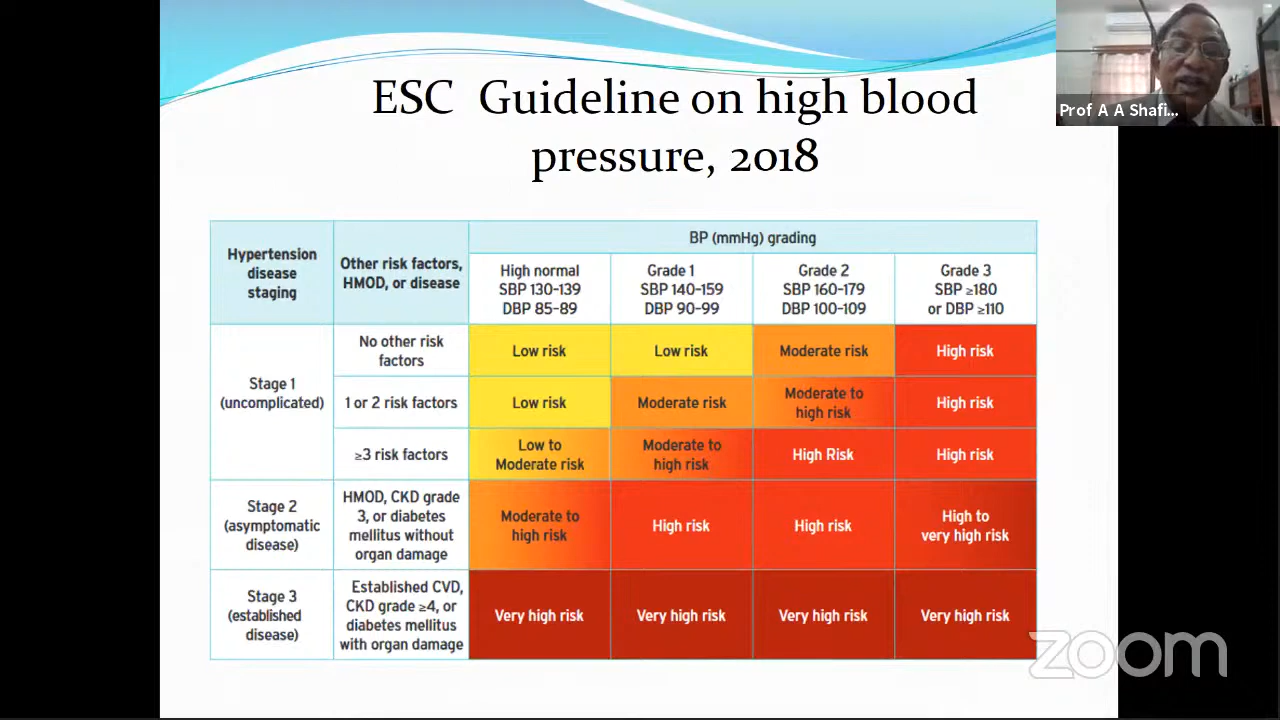 ESC Guideline on high blood
pressure, 2018
Prof A A Shafi...
Hypertension
disease
staging
Other risk factors,
HMOD, or disease
BP (mmHg) grading
High normal
SBP 130-139
DBP 85-89
Grade 1
SBP 140-159
DBP 90-99
Grade 2
SBP 160-179
DBP 100-109
Grade 3
SBP ≥180
or DBP ≥110
Stage 1
(uncomplicated)
No other risk
factors
Low risk
Low risk
Moderate risk
High risk
1 or 2 risk factors
Low risk
Moderate risk
Moderate to
high risk
High risk
≥3 risk factors
Low to
Moderate risk
Moderate to
high risk
High Risk
High risk
Stage 2
(asymptomatic
disease)
HMOD, CKD grade
3, or diabetes
mellitus without
organ damage
Moderate to
high risk
High risk
High risk
High to
very high risk
Stage 3
(established
disease)
Established CVD,
CKD grade ≥4, or
diabetes mellitus
with organ damage
Very high risk
Very high risk
Very high risk
Very high risk
zoom